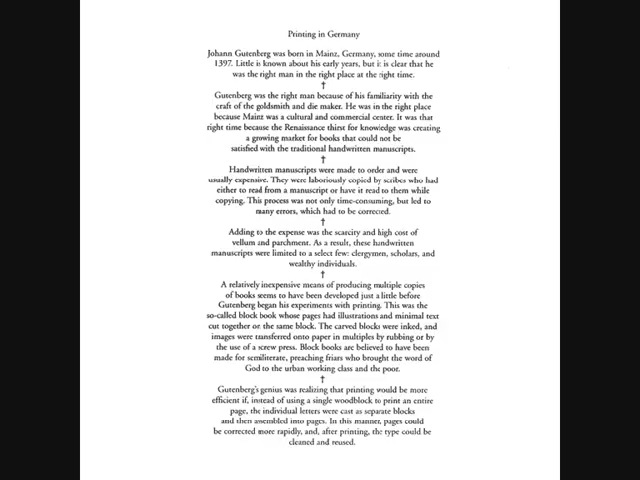 Printing in Germany
Johann Gutenberg was born in Mainz, Germany, some time around
1397. Little is known about his early years, but it is clear that he
was the right man in the right place at the right time.
†
Gutenberg was the right man because of his familiarity with the
craft of the goldsmith and die maker. He was in the right place
because Mainz was a cultural and commercial center. It was that
right time because the Renaissance thirst for knowledge was creating
a growing market for books that could not be
satisfied with the traditional handwritten manuscripts.
†
Handwritten manuscripts were made to order and were
usually expensive. They were laboriously copied by scribes who had
either to read from a manuscript or have it read to them while
copying. This process was not only time-consuming, but led to
many errors, which had to be corrected.
†
Adding to the expense was the scarcity and high cost of
vellum and parchment. As a result, these handwritten
manuscripts were limited to a select few: clergymen, scholars, and
wealthy individuals.
†
A relatively inexpensive means of producing multiple copies
of books seems to have been developed just a little before
Gutenberg began his experiments with printing. This was the
so-called block book whose pages had illustrations and minimal text
cut together on the same block. The carved blocks were inked, and
images were transferred onto paper in multiples by rubbing or by
the use of a screw press. Block books are believed to have been
made for semiliterate, preaching friars who brought the word of
God to the urban working class and the poor.
†
Gutenberg's genius was realizing that printing would be more
efficient if, instead of using a single woodblock to print an entire
page, the individual letters were cast as separate blocks
and then assembled into pages. In this manner, pages could
be corrected more rapidly, and, after printing, the type could be
cleaned and reused.